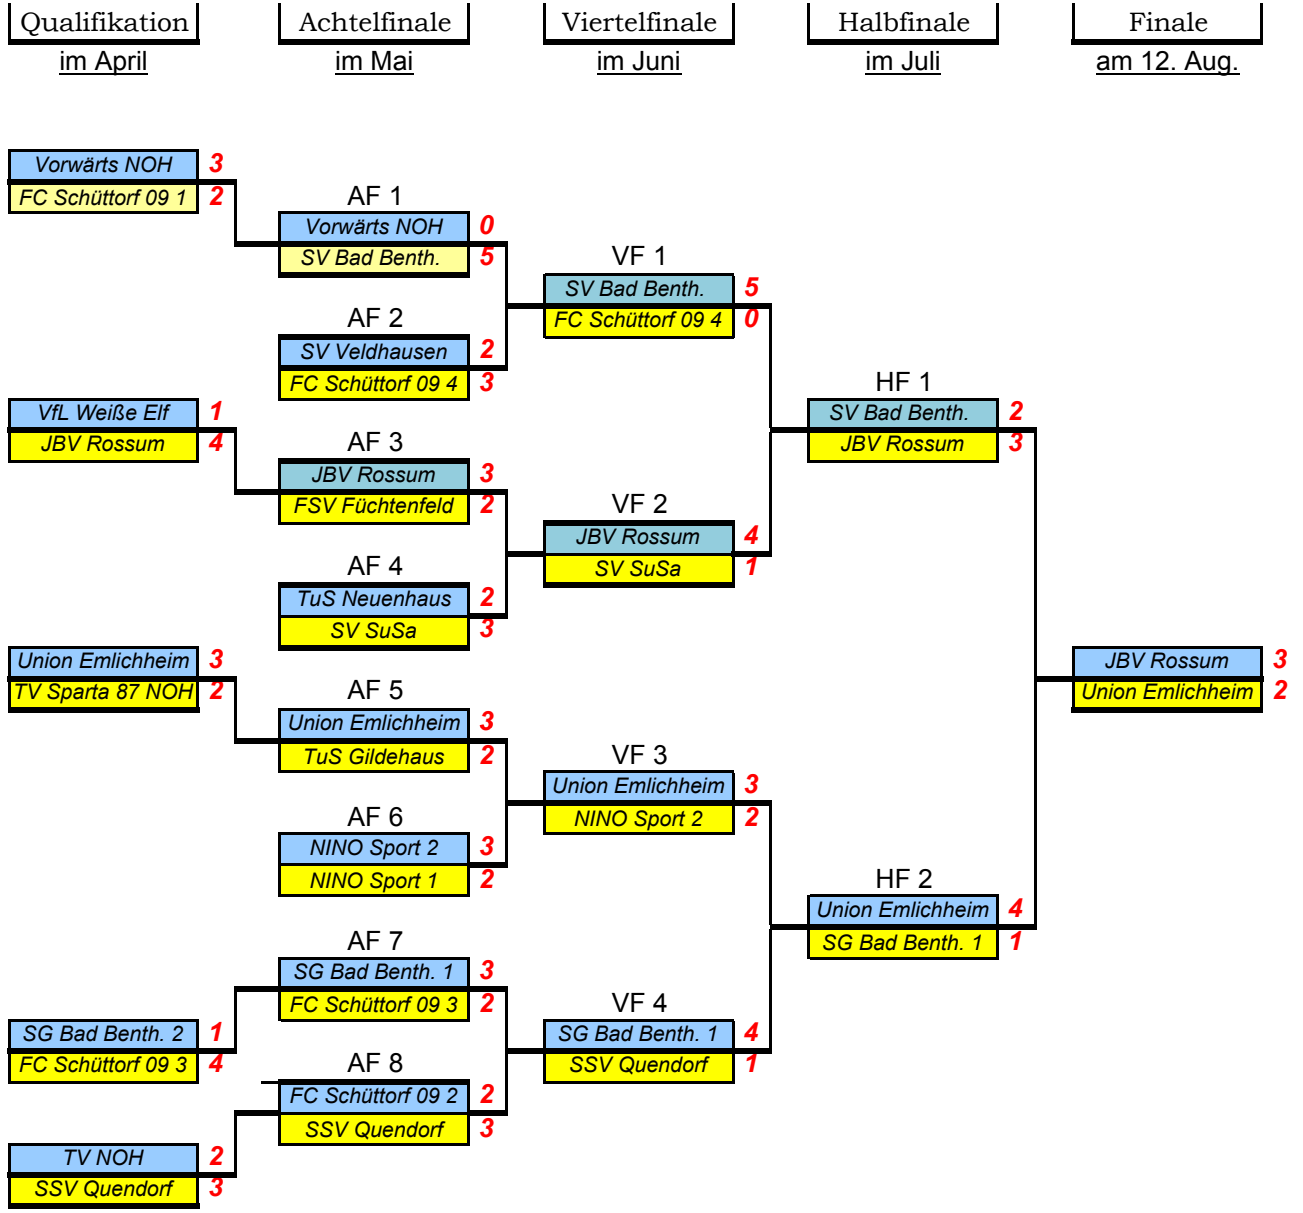 Qualifikation Achtelfinale Viertelfinale Halbfinale Finale
im April im Mai im Juni im Juli am 12. Aug.
Vorwärts NOH 3
FC Schüttorf 09 1 2
VfL Weiße Elf 1
JBV Rossum 4
Union Emlichheim 3
TV Sparta 87 NOH 2
SG Bad Benth. 2 1
FC Schüttorf 09 3 4
TV NOH 2
SSV Quendorf 3
AF 1
Vorwärts NOH 0
SV Bad Benth. 5
AF 2
SV Veldhausen 2
FC Schüttorf 09 4 3
AF 3
JBV Rossum 3
FSV Füchtenfeld 2
AF 4
TuS Neuenhaus 2
SV SuSa 3
AF 5
Union Emlichheim 3
TuS Gildehaus 2
AF 6
NINO Sport 2 3
NINO Sport 1 2
AF 7
SG Bad Benth. 1 3
FC Schüttorf 09 3 2
AF 8
FC Schüttorf 09 2 2
SSV Quendorf 3
VF 1
SV Bad Benth. 5
FC Schüttorf 09 4 0
VF 2
JBV Rossum 4
SV SuSa 1
VF 3
Union Emlichheim 3
NINO Sport 2 2
VF 4
SG Bad Benth. 1 4
SSV Quendorf 1
HF 1
SV Bad Benth. 2
JBV Rossum 3
HF 2
Union Emlichheim 4
SG Bad Benth. 1 1
JBV Rossum 3
Union Emlichheim 2